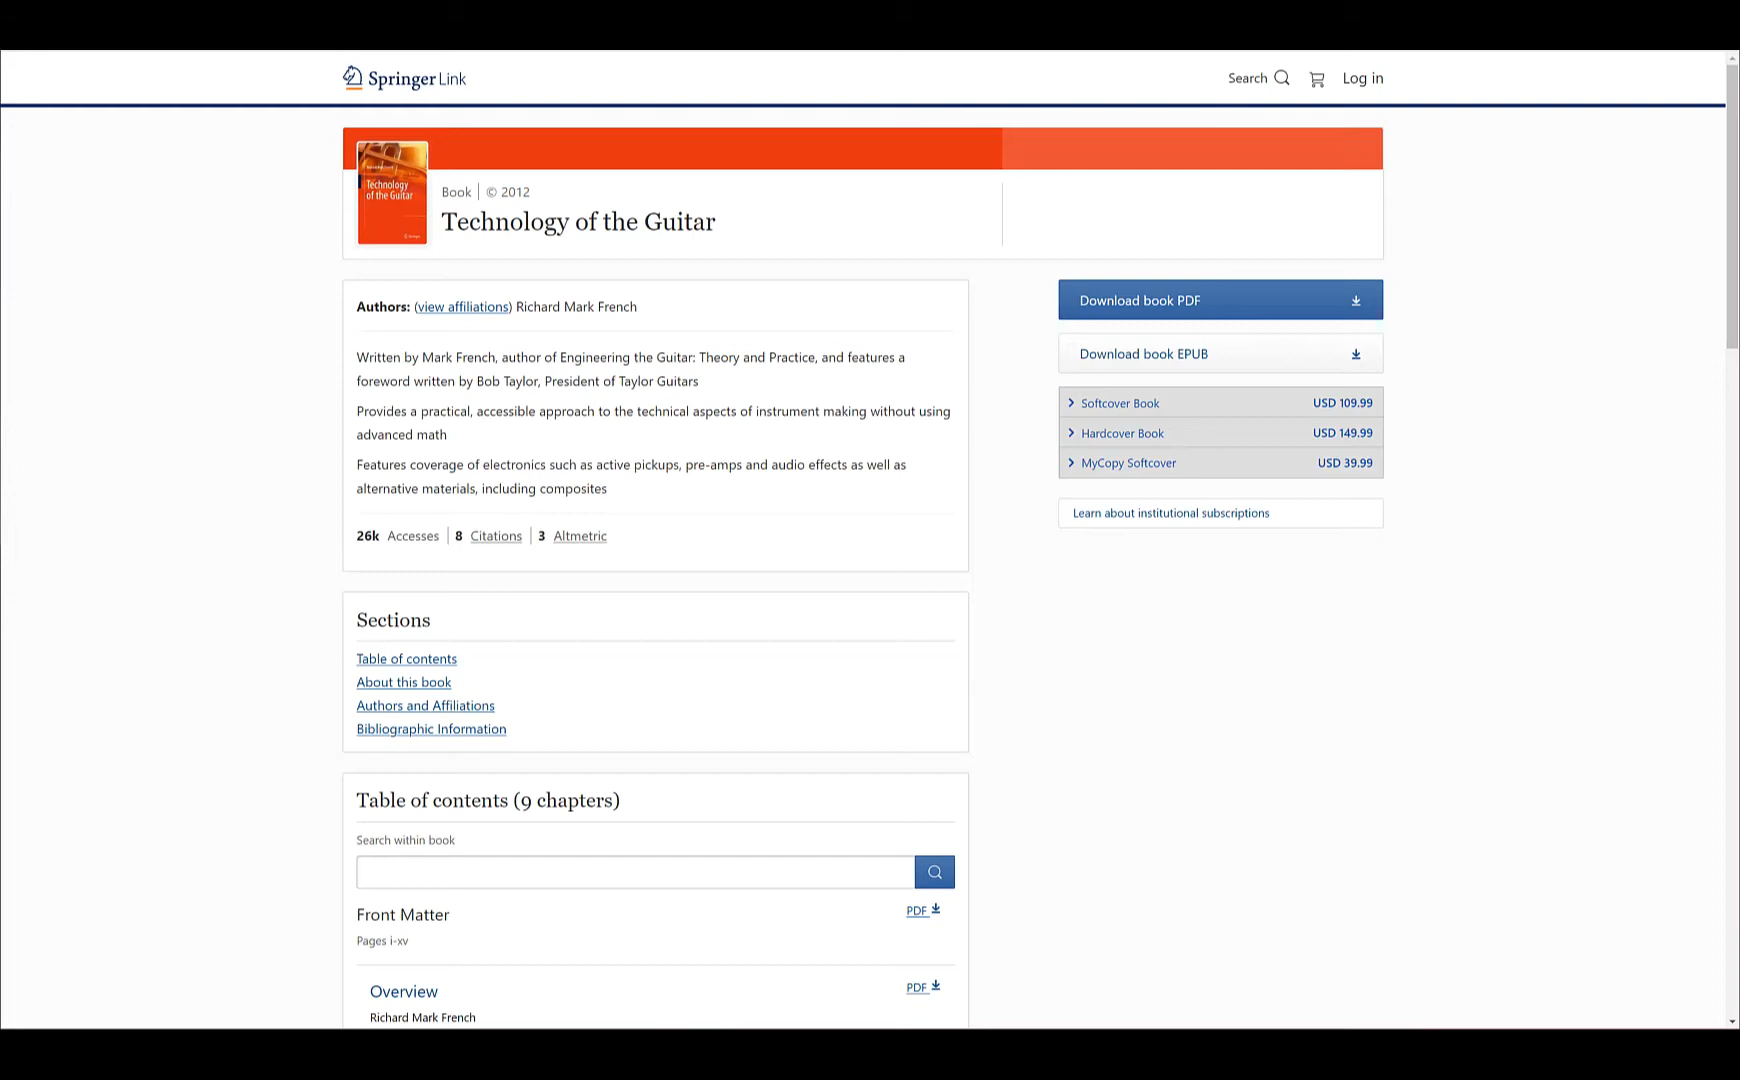 Springer Link
Search
Log in
Technology
of the Guitar
Springer
Book
© 2012
Technology of the Guitar
Authors: (view affiliations) Richard Mark French
Written by Mark French, author of Engineering the Guitar: Theory and Practice, and features a
foreword written by Bob Taylor, President of Taylor Guitars
Provides a practical, accessible approach to the technical aspects of instrument making without using
advanced math
Features coverage of electronics such as active pickups, pre-amps and audio effects as well as
alternative materials, including composites
26k Accesses
8 Citations
3 Altmetric
Download book PDF
Download book EPUB
Softcover Book USD 109.99
Hardcover Book USD 149.99
MyCopy Softcover USD 39.99
Learn about institutional subscriptions
Sections
Table of contents
About this book
Authors and Affiliations
Bibliographic Information
Table of contents (9 chapters)
Search within book
Front Matter
PDF
Pages i-xv
Overview
PDF
Richard Mark French